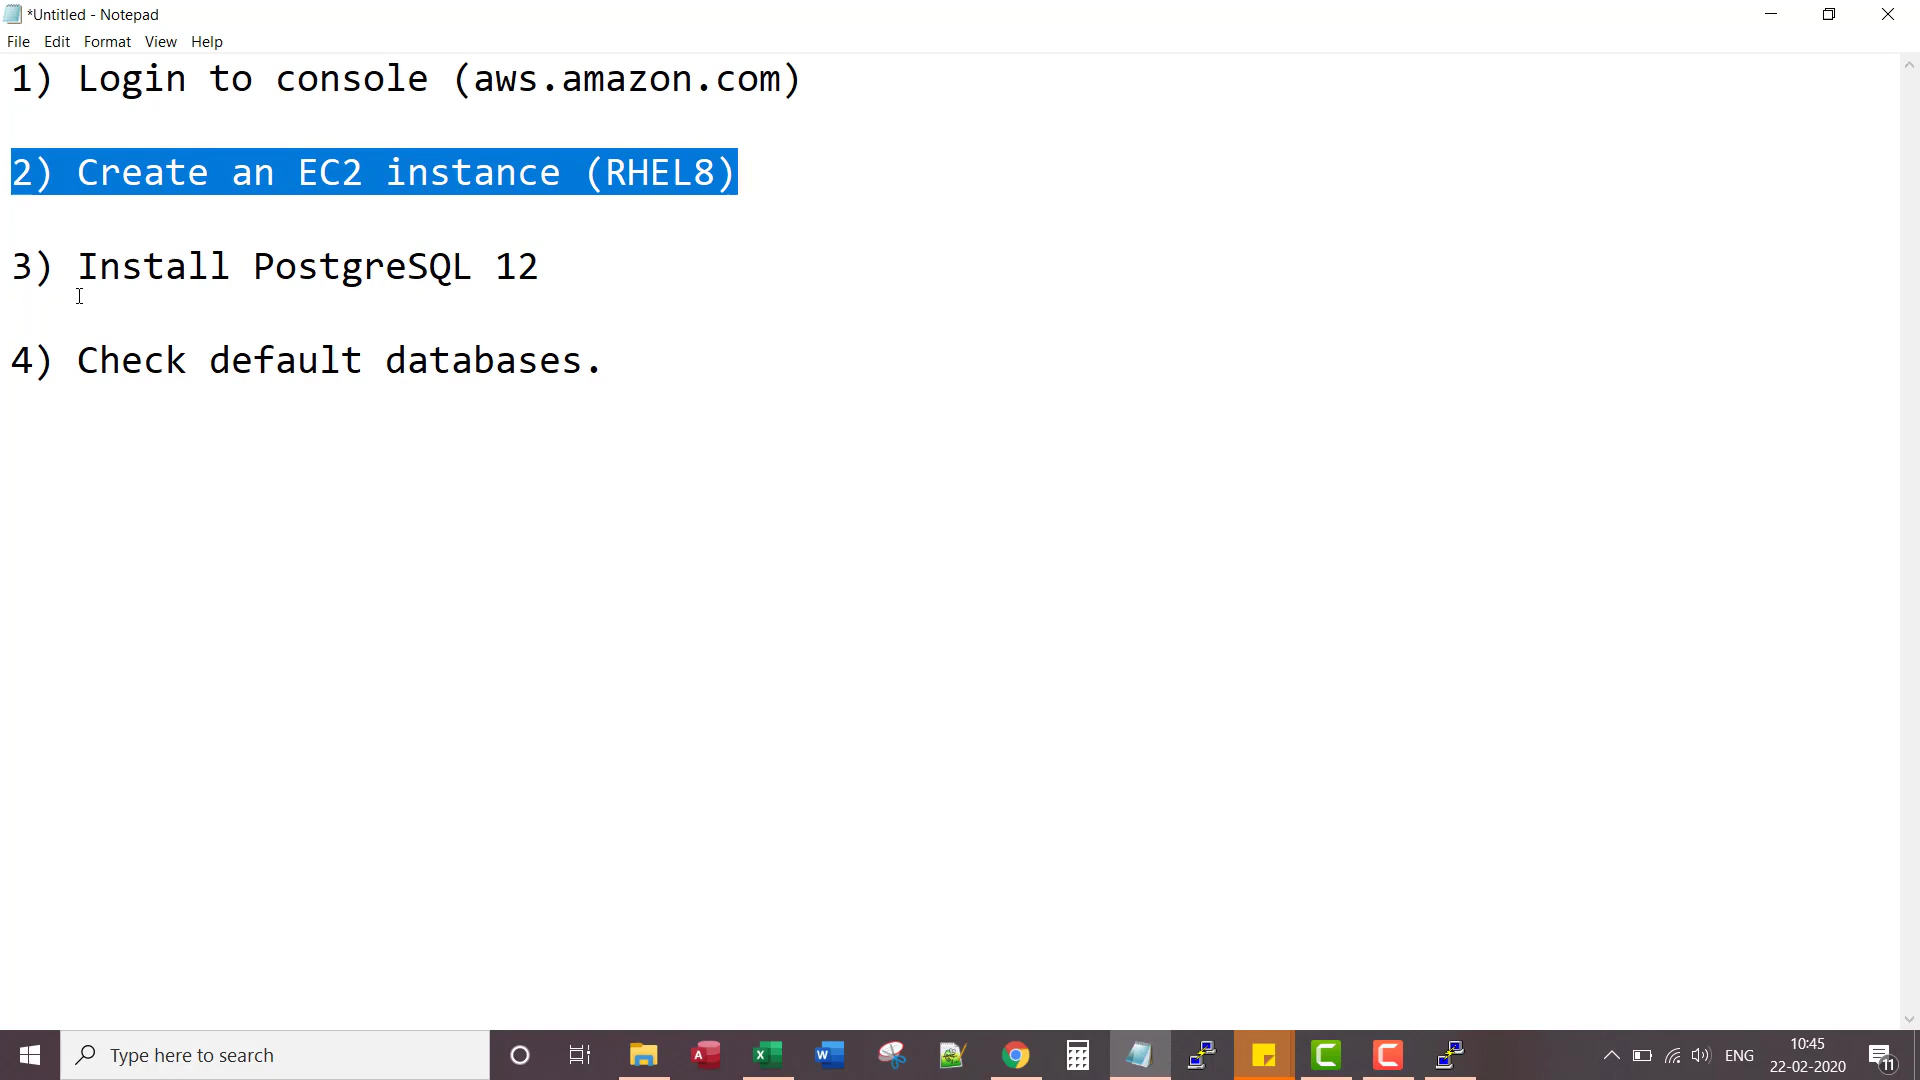 *Untitled - Notepad
File Edit Format View Help
1) Login to console (aws.amazon.com)
2) Create an EC2 instance (RHEL8)
3) Install PostgreSQL 12
4) Check default databases.
Type here to search
ENG
10:45
22-02-2020
11